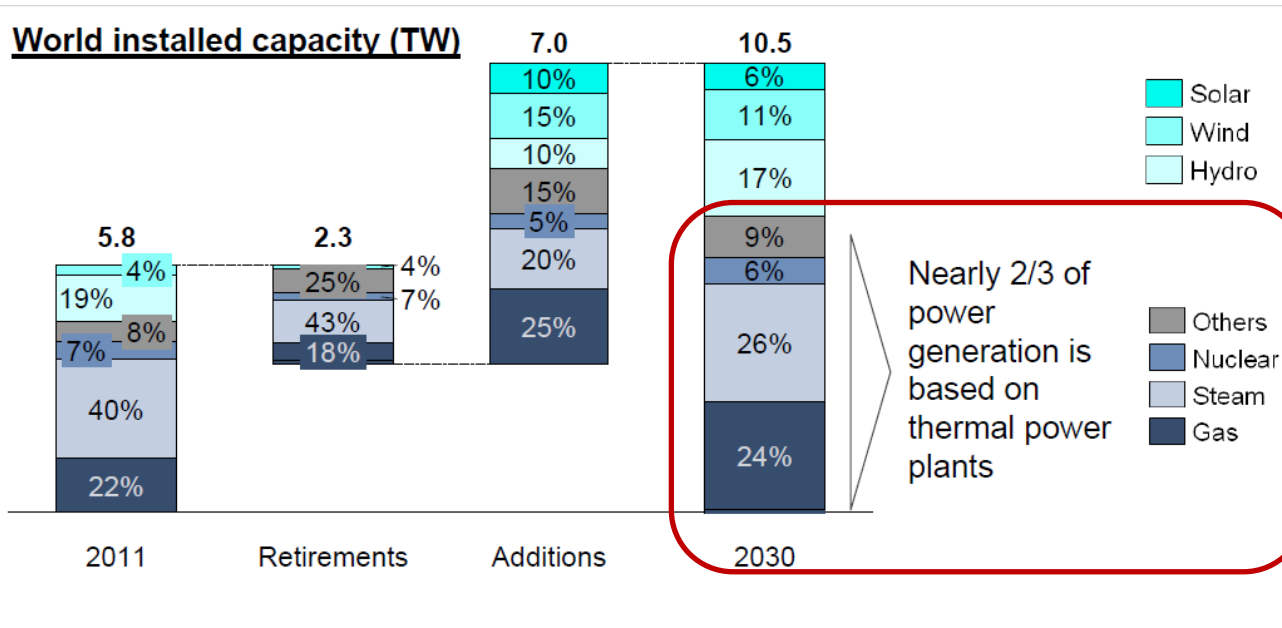 World installed capacity (TW)
5.8
4%
19%
8%
7%
40%
22%
2011
2.3
4%
25%
7%
43%
18%
Retirements
7.0
10%
15%
10%
15%
5%
20%
25%
Additions
10.5
6%
11%
17%
9%
6%
26%
24%
2030
Nearly 2/3 of
power
generation is
based on
thermal power
plants
Solar
Wind
Hydro
Others
Nuclear
Steam
Gas